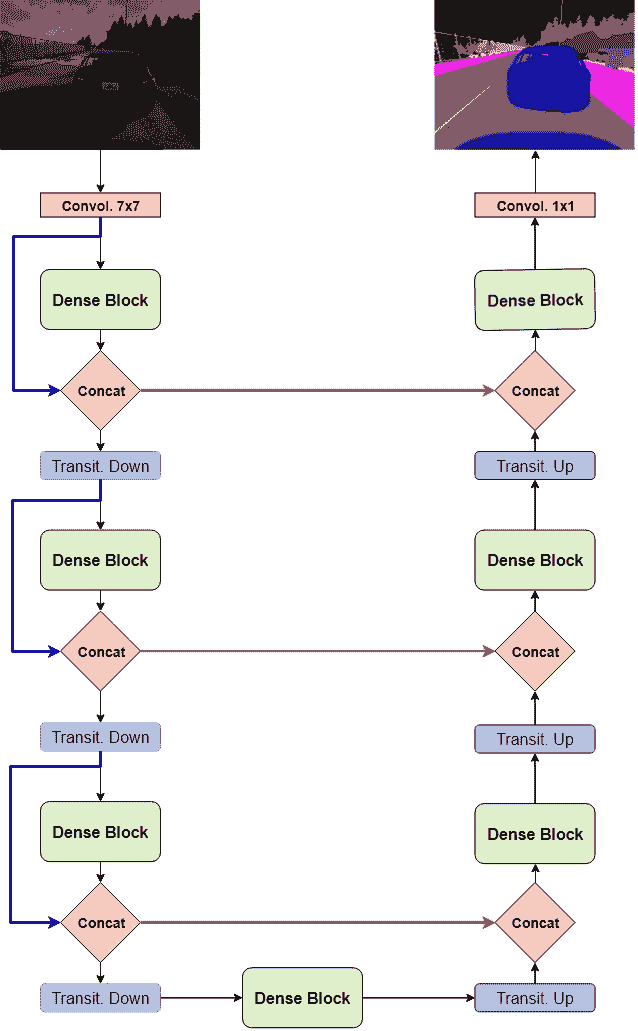 Convol. 7x7
Convol. 1x1
Dense Block
Dense Block
Concat
Concat
Transit. Down
Transit. Up
Dense Block
Dense Block
Concat
Concat
Transit. Down
Transit. Up
Dense Block
Dense Block
Concat
Concat
Transit. Down
Dense Block
Transit. Up